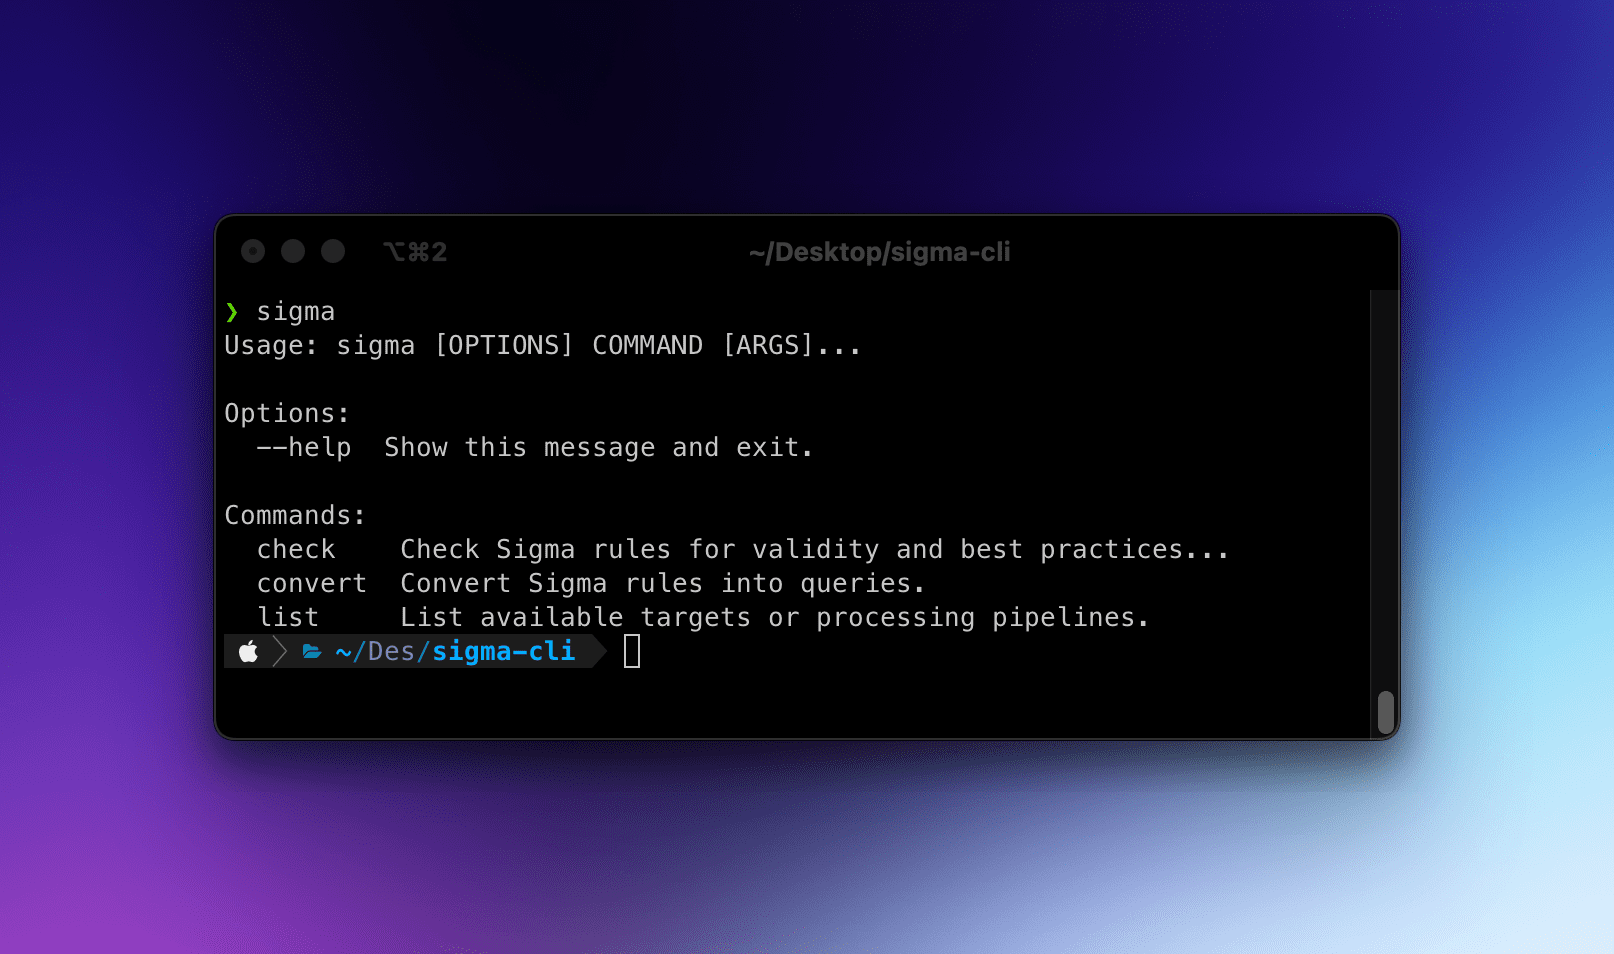 ⌥⌘2 ~/Desktop/sigma-cli
❯ sigma
Usage: sigma [OPTIONS] COMMAND [ARGS]...
Options:
--help Show this message and exit.
Commands:
check Check Sigma rules for validity and best practices...
convert Convert Sigma rules into queries.
list List available targets or processing pipelines.
~/Des/sigma-cli